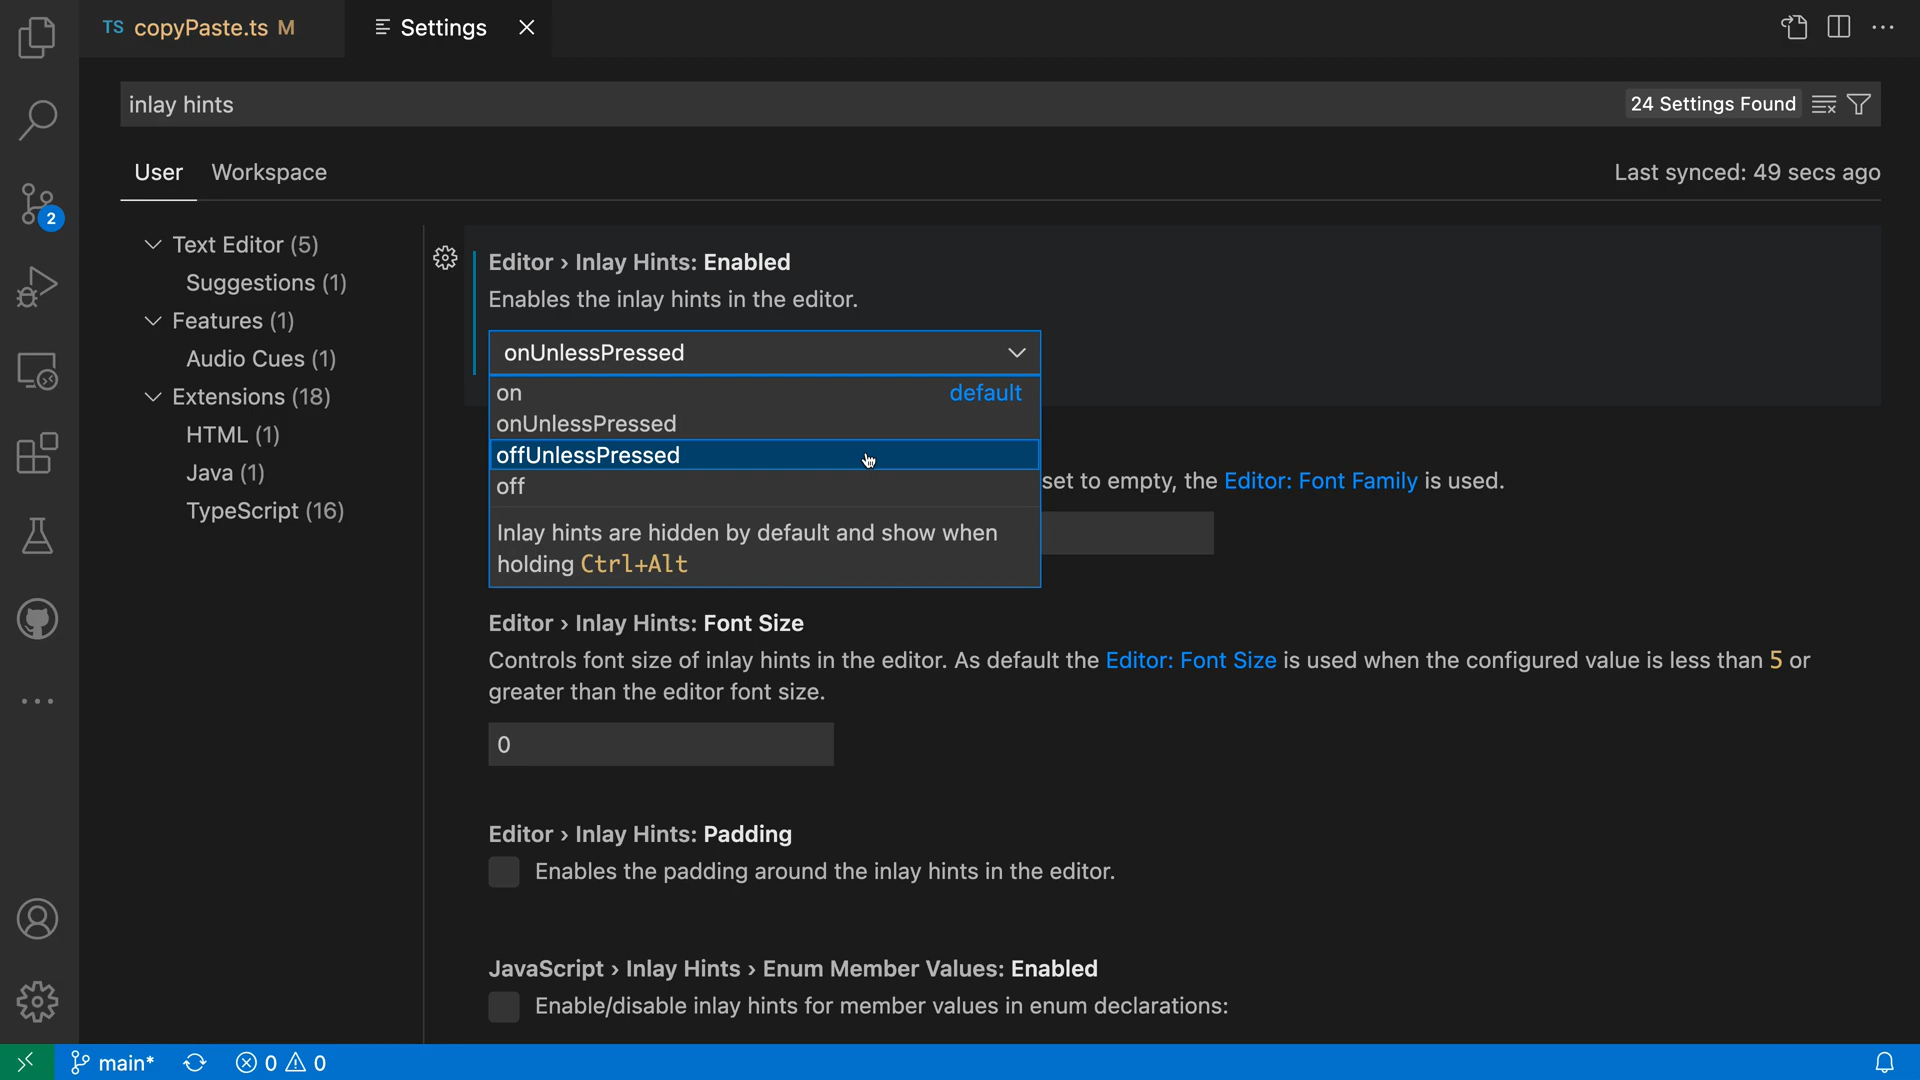 TS copyPaste.ts M
Settings
inlay hints
24 Settings Found
User Workspace
Last synced: 49 secs ago
2
Text Editor (5)
Suggestions (1)
Features (1)
Audio Cues (1)
Extensions (18)
HTML (1)
Java (1)
TypeScript (16)
Editor › Inlay Hints: Enabled
Enables the inlay hints in the editor.
onUnlessPressed
on default
onUnlessPressed
offUnlessPressed
off
Inlay hints are hidden by default and show when
holding Ctrl+Alt
set to empty, the Editor: Font Family is used.
Editor › Inlay Hints: Font Size
Controls font size of inlay hints in the editor. As default the Editor: Font Size is used when the configured value is less than 5 or
greater than the editor font size.
0
Editor › Inlay Hints: Padding
Enables the padding around the inlay hints in the editor.
JavaScript › Inlay Hints › Enum Member Values: Enabled
Enable/disable inlay hints for member values in enum declarations:
main* 0 0